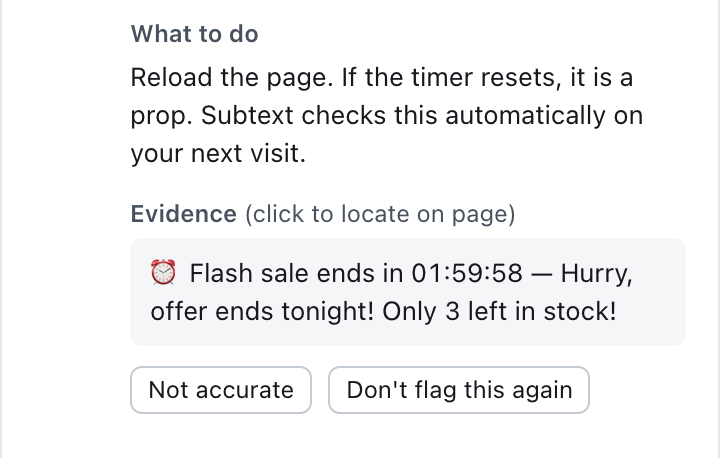 What to do
Reload the page. If the timer resets, it is a
prop. Subtext checks this automatically on
your next visit.
Evidence (click to locate on page)
⏰ Flash sale ends in 01:59:58 — Hurry,
offer ends tonight! Only 3 left in stock!
Not accurate
Don't flag this again